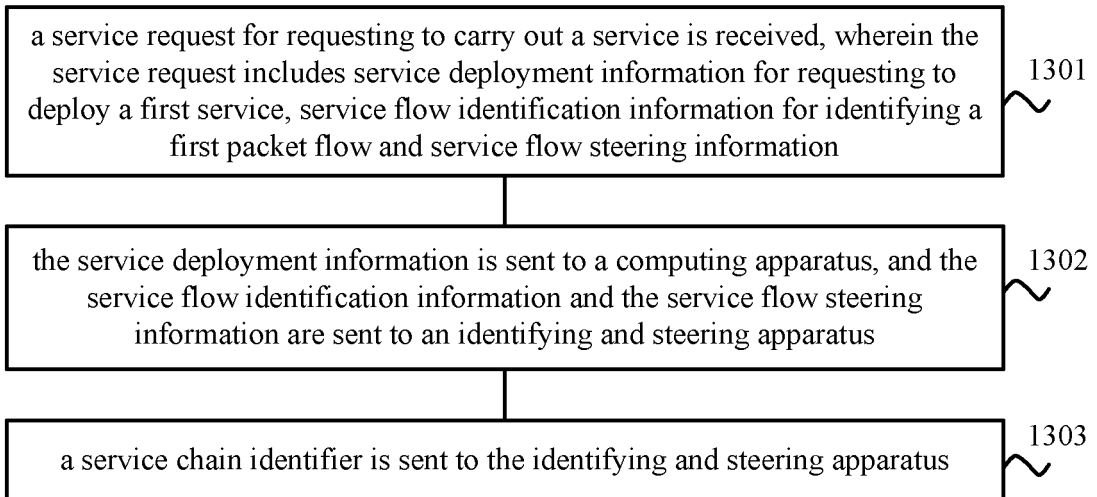 a service request for requesting to carry out a service is received, wherein the
service request includes service deployment information for requesting to
deploy a first service, service flow identification information for identifying a
first packet flow and service flow steering information
1301
the service deployment information is sent to a computing apparatus, and the
service flow identification information and the service flow steering
information are sent to an identifying and steering apparatus
1302
a service chain identifier is sent to the identifying and steering apparatus
1303